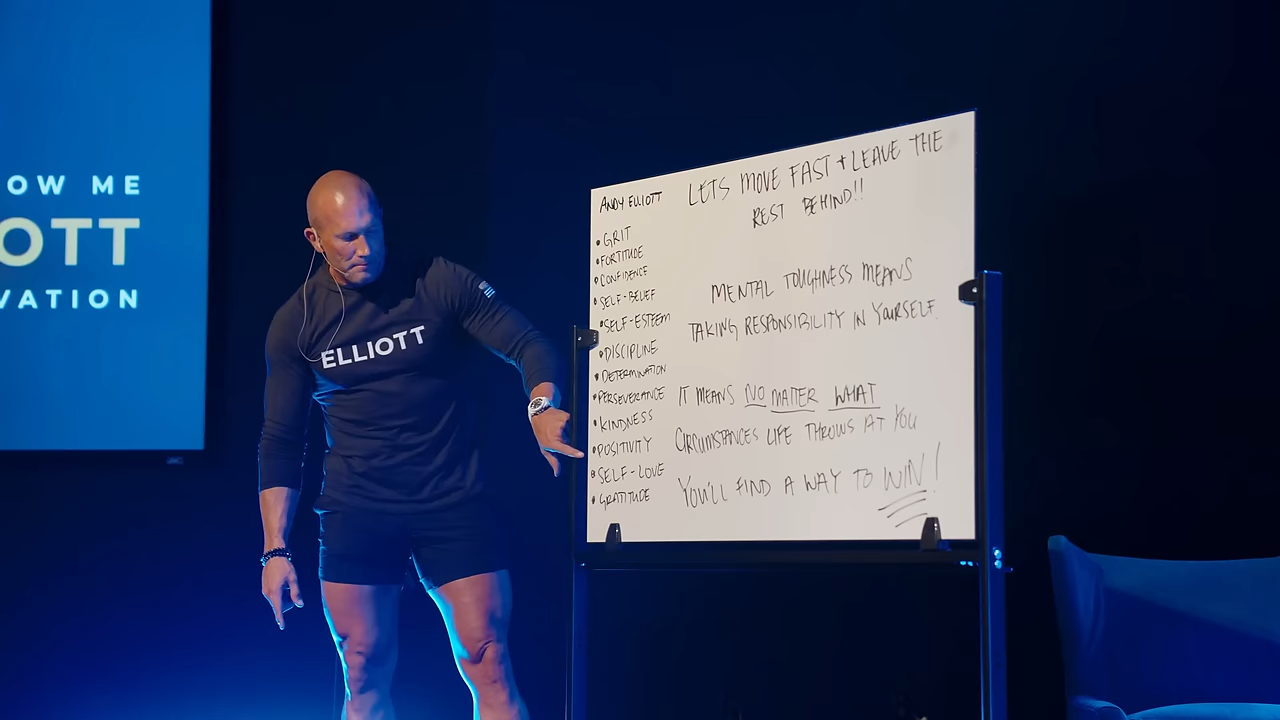 OW ME
OTT
VATION
ELLIOTT
ANDY ELLIOTT
• GRIT
• FORTITUDE
• CONFIDENCE
• SELF-BELIEF
• SELF-ESTEEM
• DISCIPLINE
• DETERMINATION
• PERSEVERANCE
• KINDNESS
• POSITIVITY
• SELF-LOVE
• GRATITUDE
LETS MOVE FAST + LEAVE THE
REST BEHIND!!
MENTAL TOUGHNESS MEANS
TAKING RESPONSIBILITY IN YOURSELF.
IT MEANS NO MATTER WHAT
CIRCUMSTANCES LIFE THROWS AT YOU
YOU'LL FIND A WAY TO WIN!